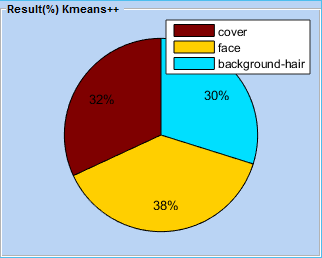 Result(%) Kmeans++
cover
face
background-hair
32%
30%
38%